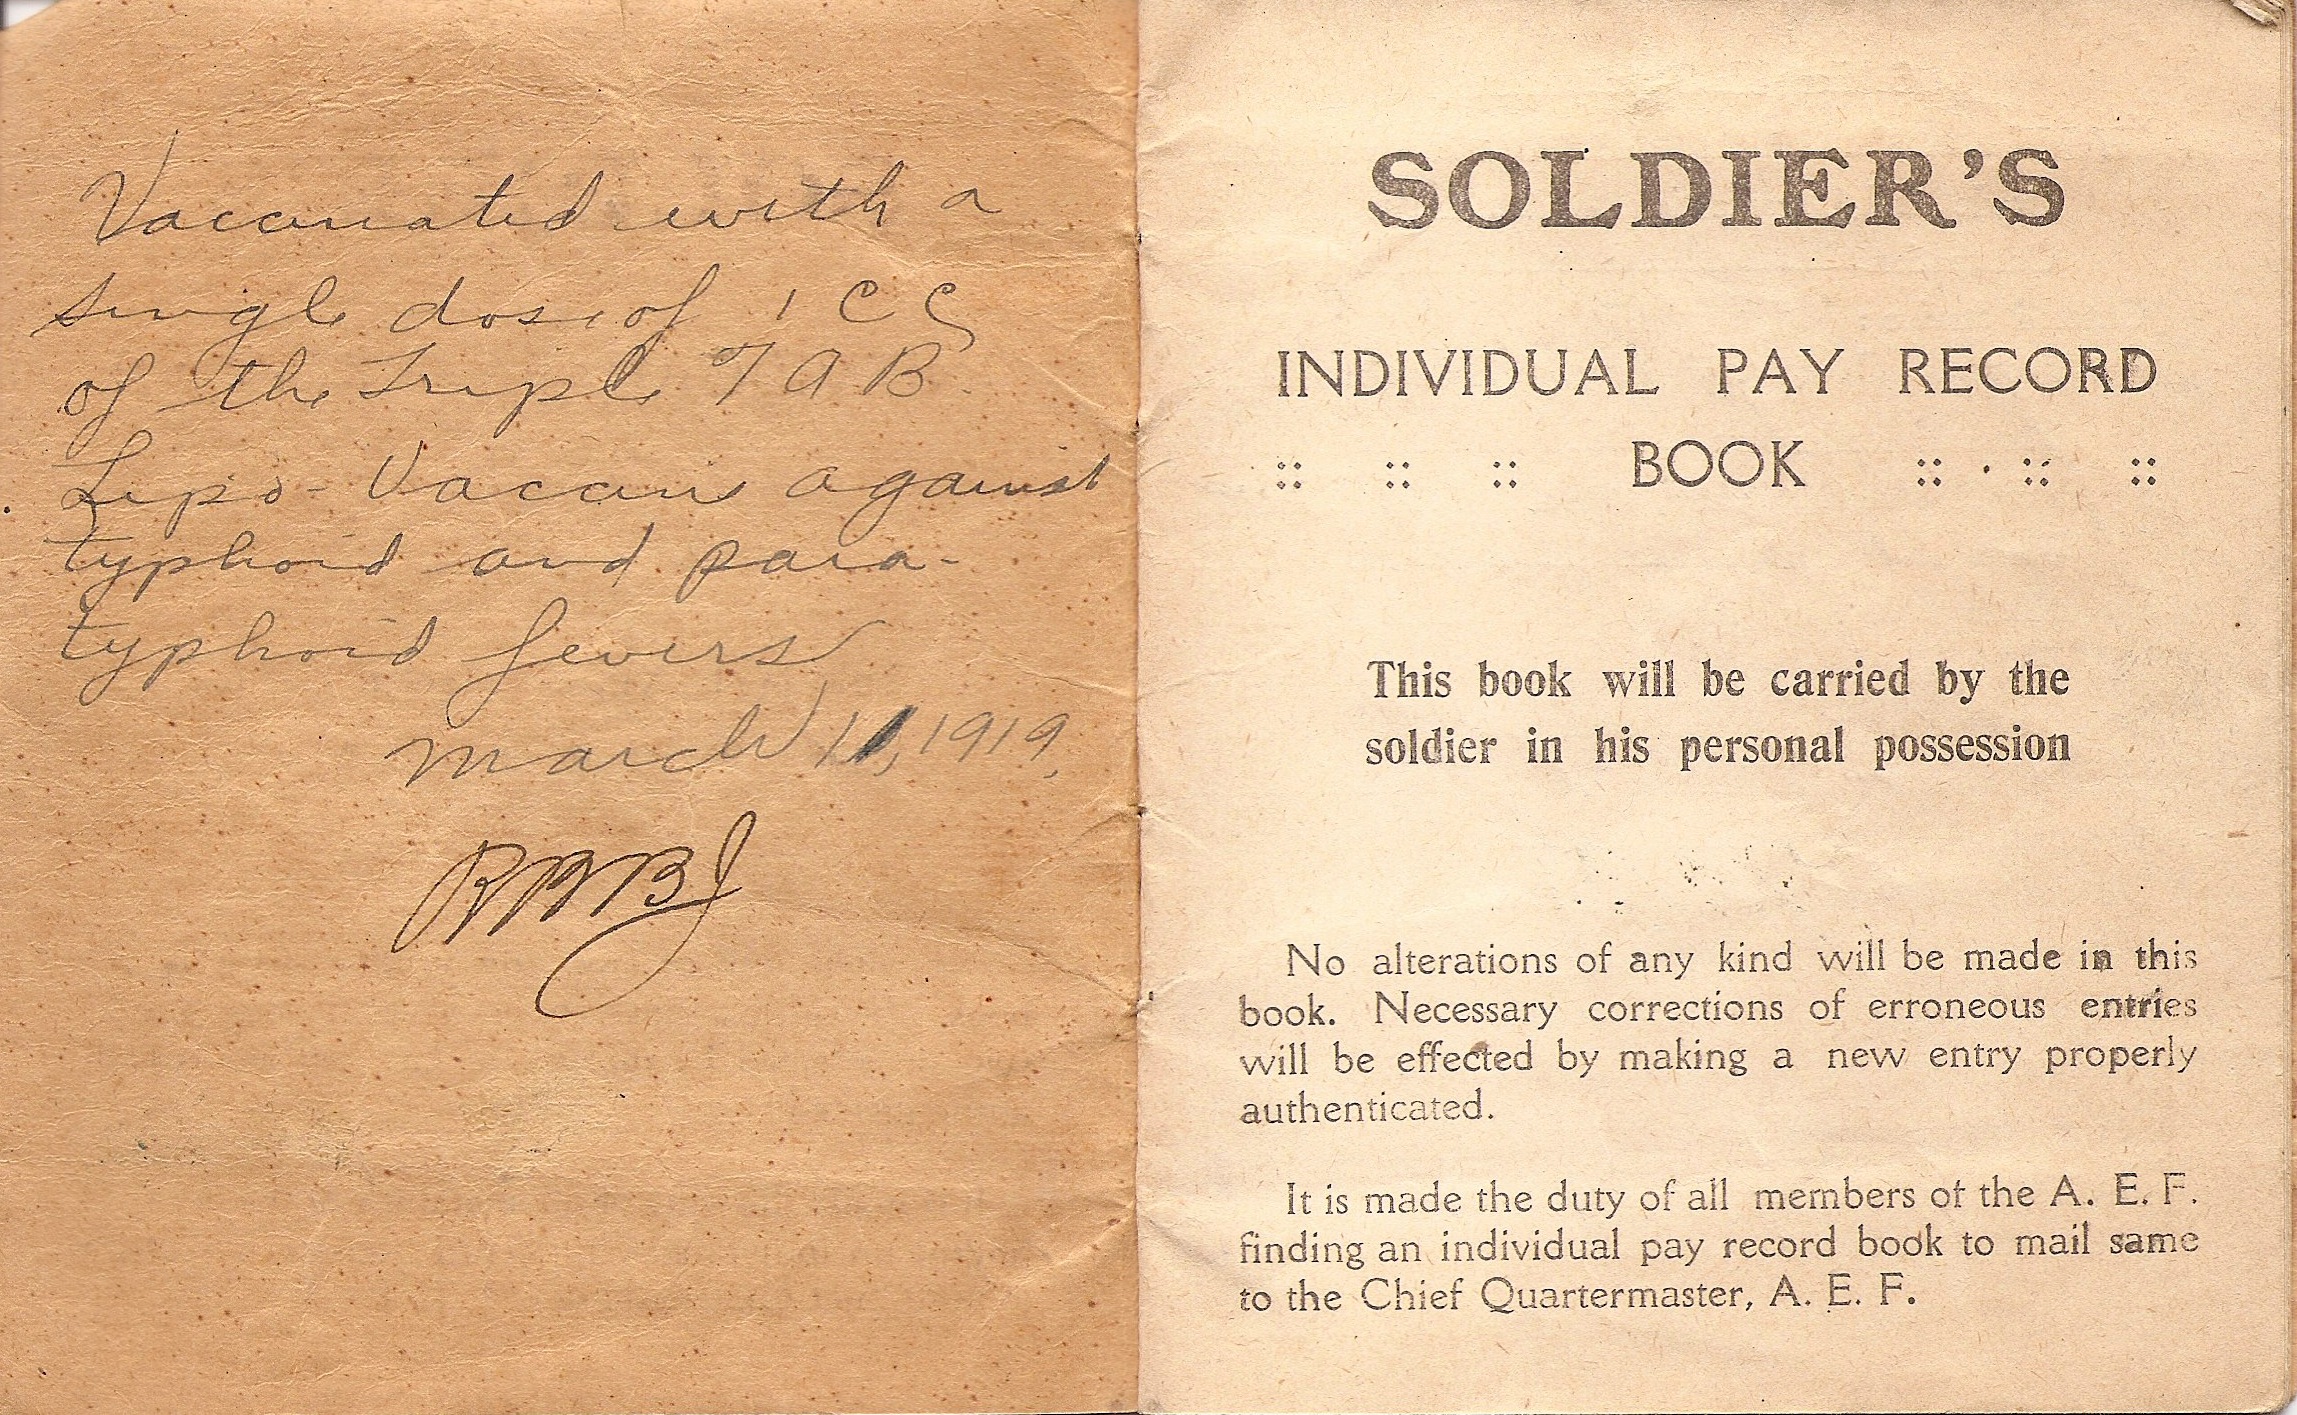 Vaccinated with a
single dose of 1 C C
of the Triple T A B
Lipo-Vaccine against
typhoid and para-
typhoid fevers
March 11, 1919.
SOLDIER'S
INDIVIDUAL PAY RECORD
:: :: :: BOOK :: :: ::
This book will be carried by the
soldier in his personal possession
No alterations of any kind will be made in this
book. Necessary corrections of erroneous entries
will be effected by making a new entry properly
authenticated.
It is made the duty of all members of the A. E. F.
finding an individual pay record book to mail same
to the Chief Quartermaster, A. E. F.